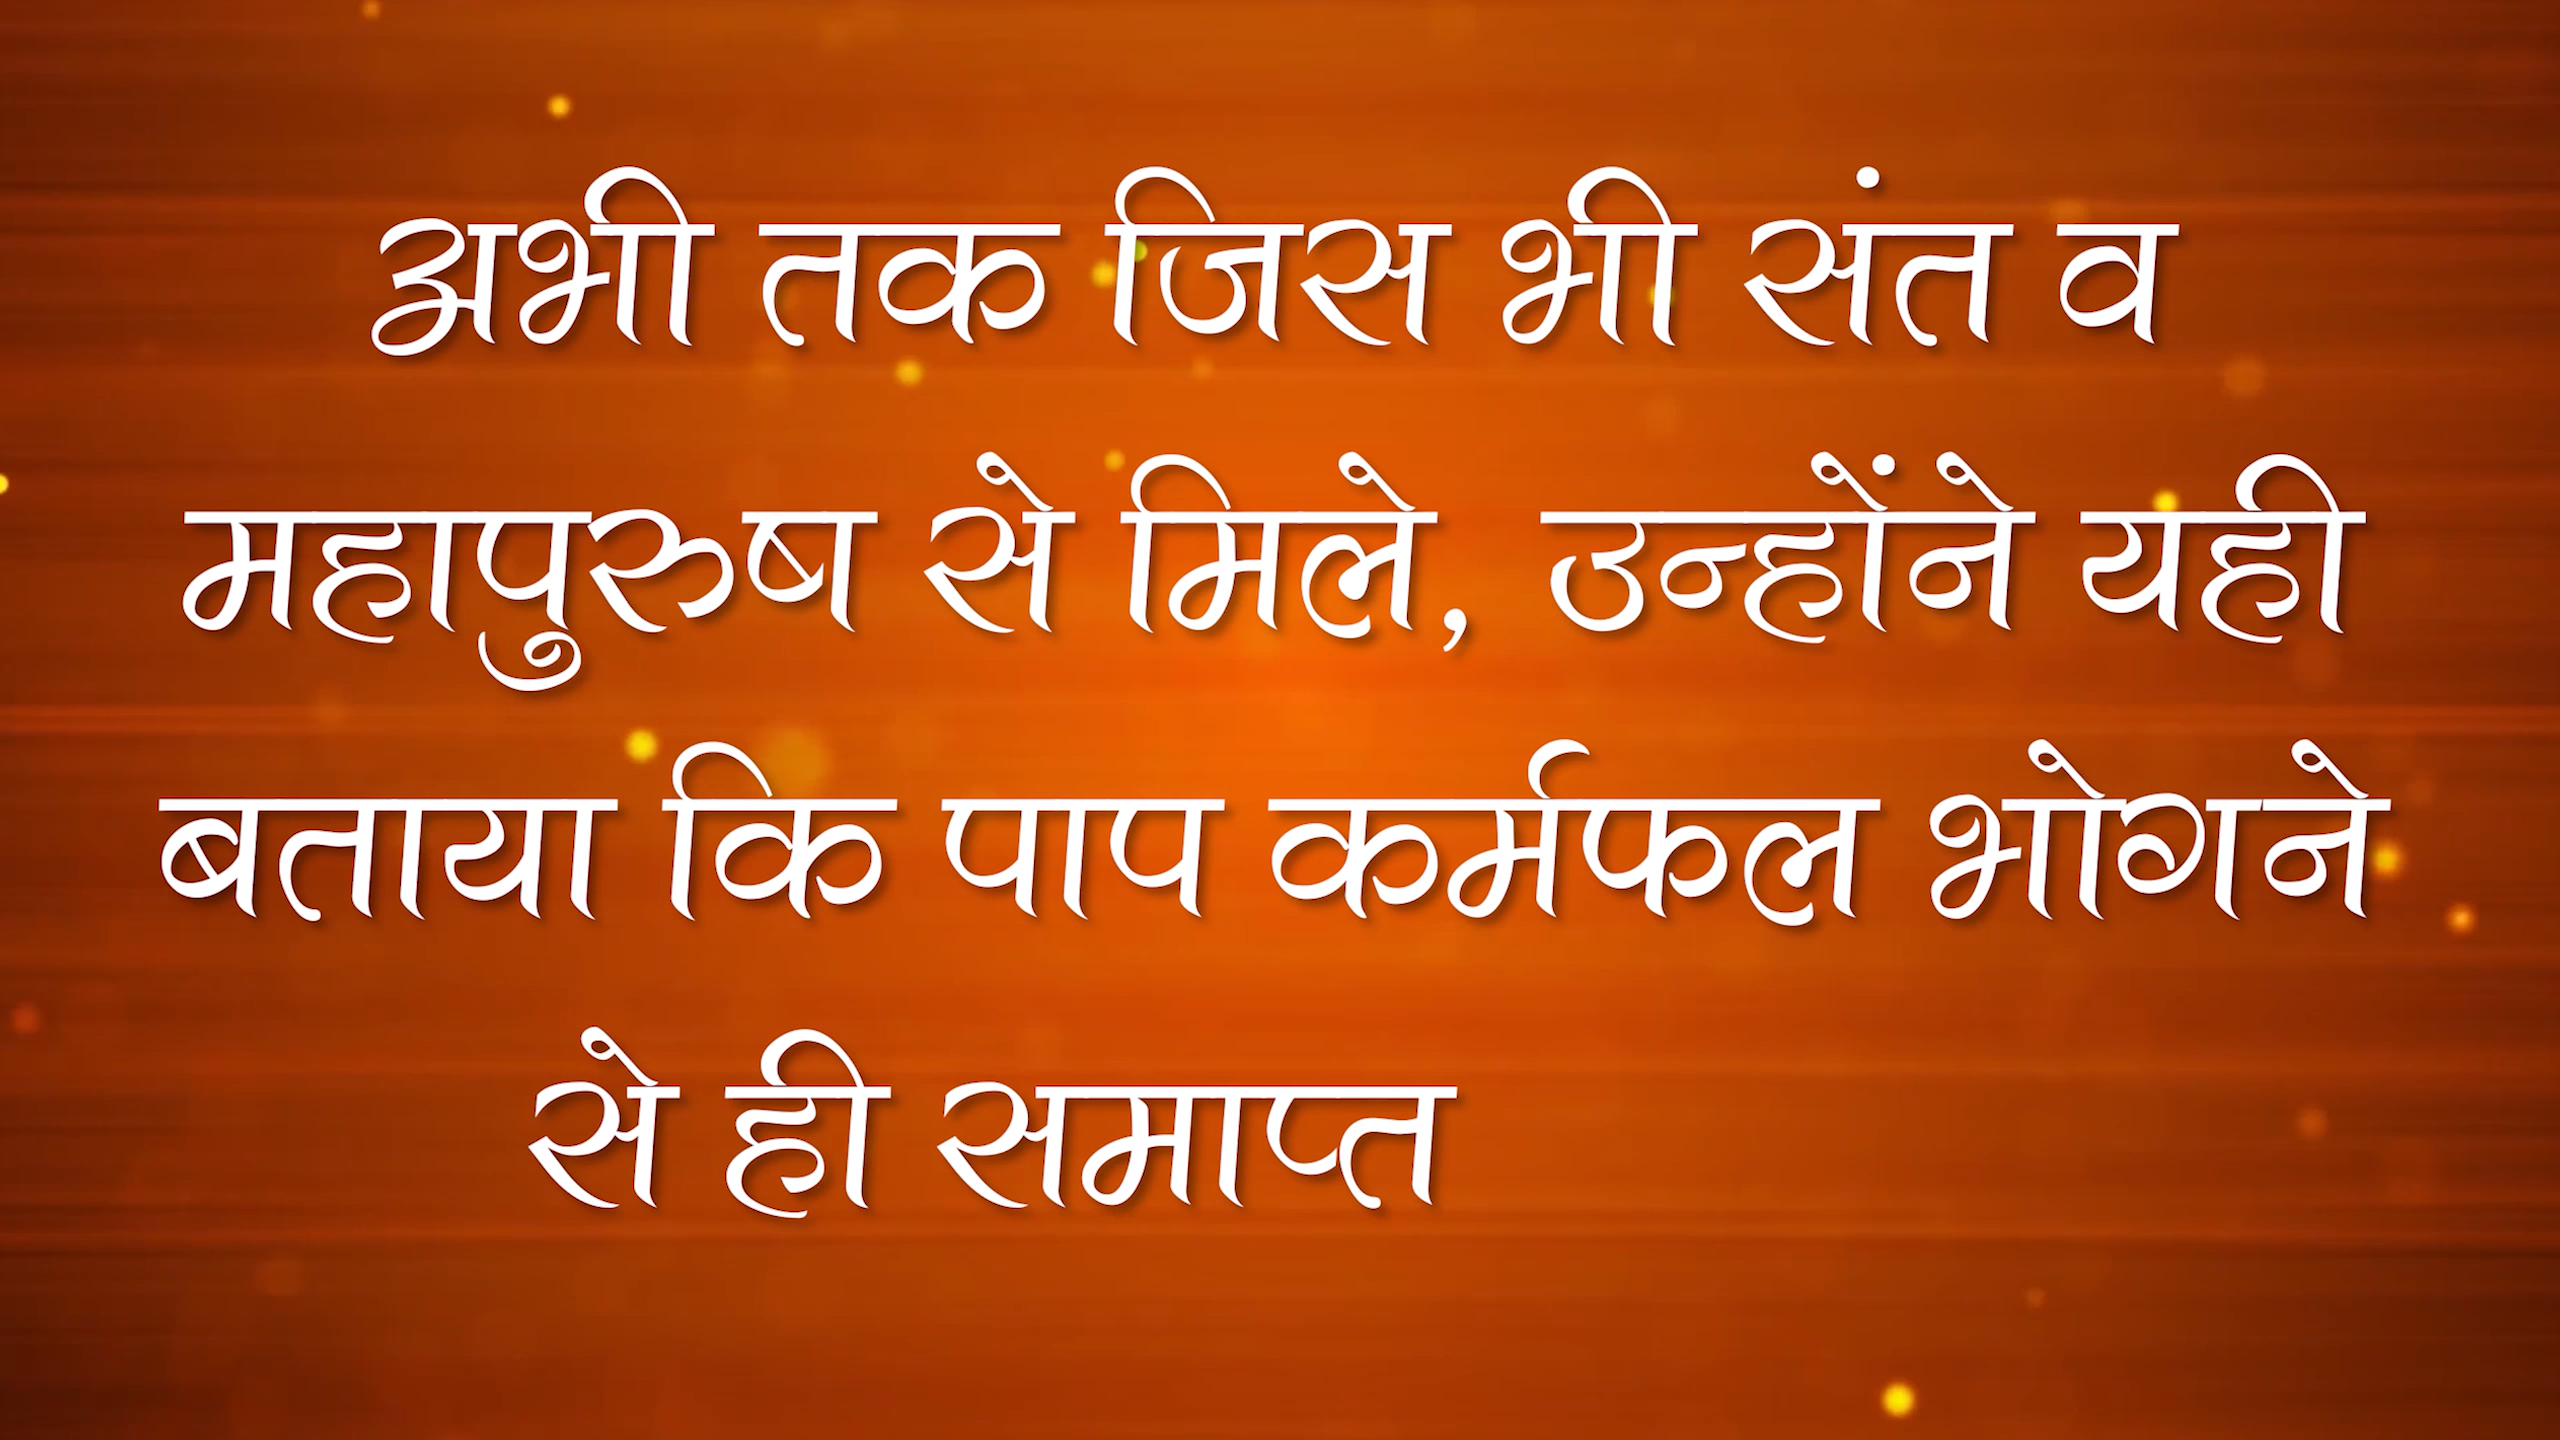 अभी तक जिस भी संत व
महापुरुष से मिले, उन्होंने यही
बताया कि पाप कर्मफल भोगने
से ही समाप्त